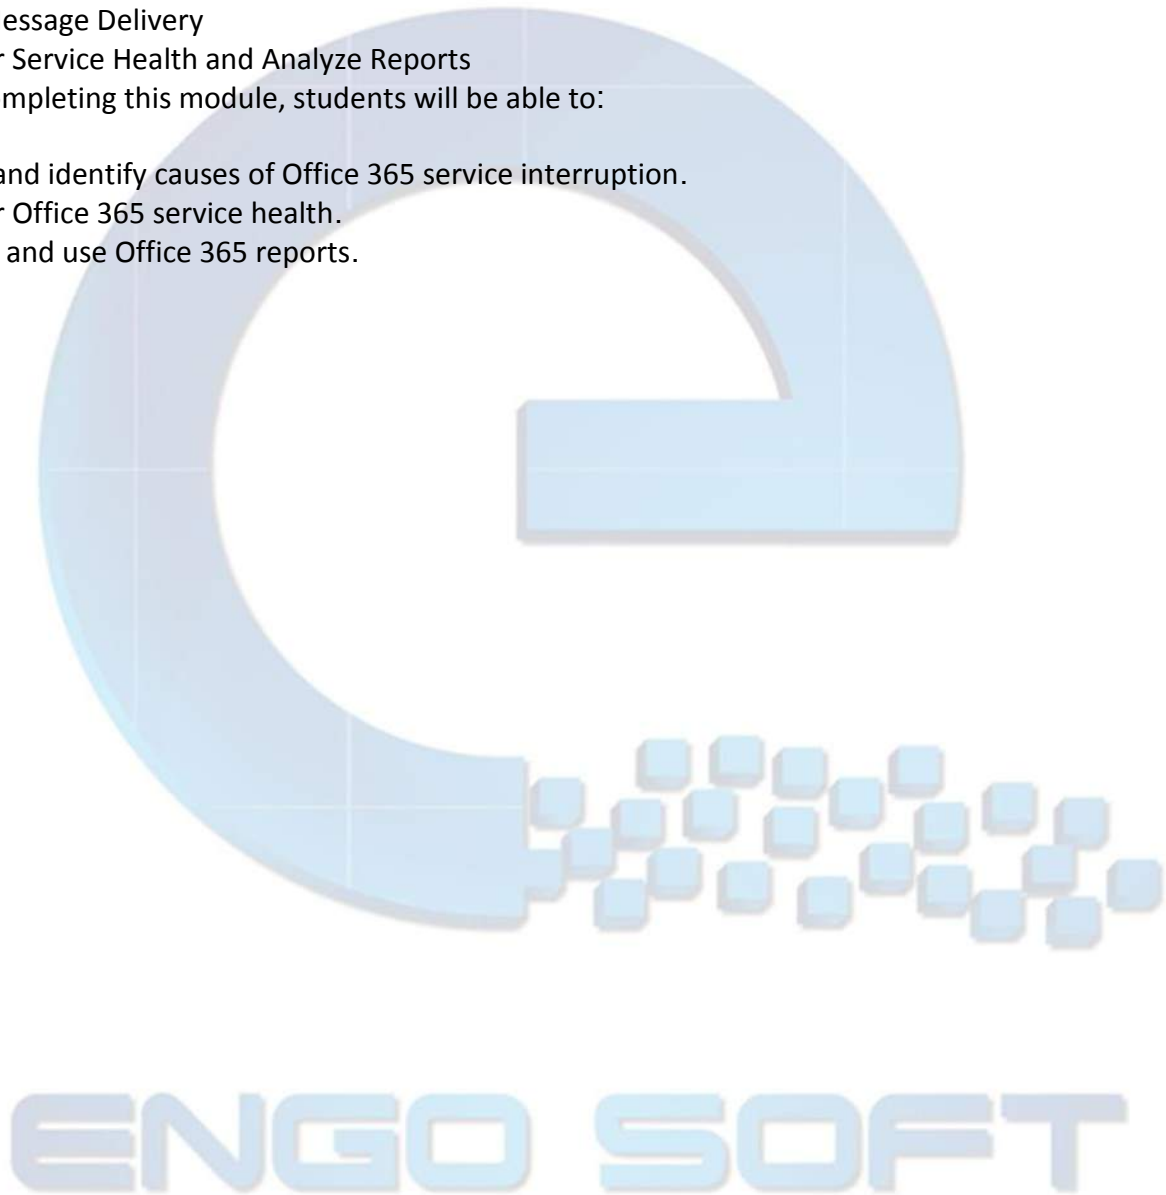 essage Delivery
r Service Health and Analyze Reports
ompleting this module, students will be able to:
and identify causes of Office 365 service interruption.
r Office 365 service health.
and use Office 365 reports.
ENGO SOFT